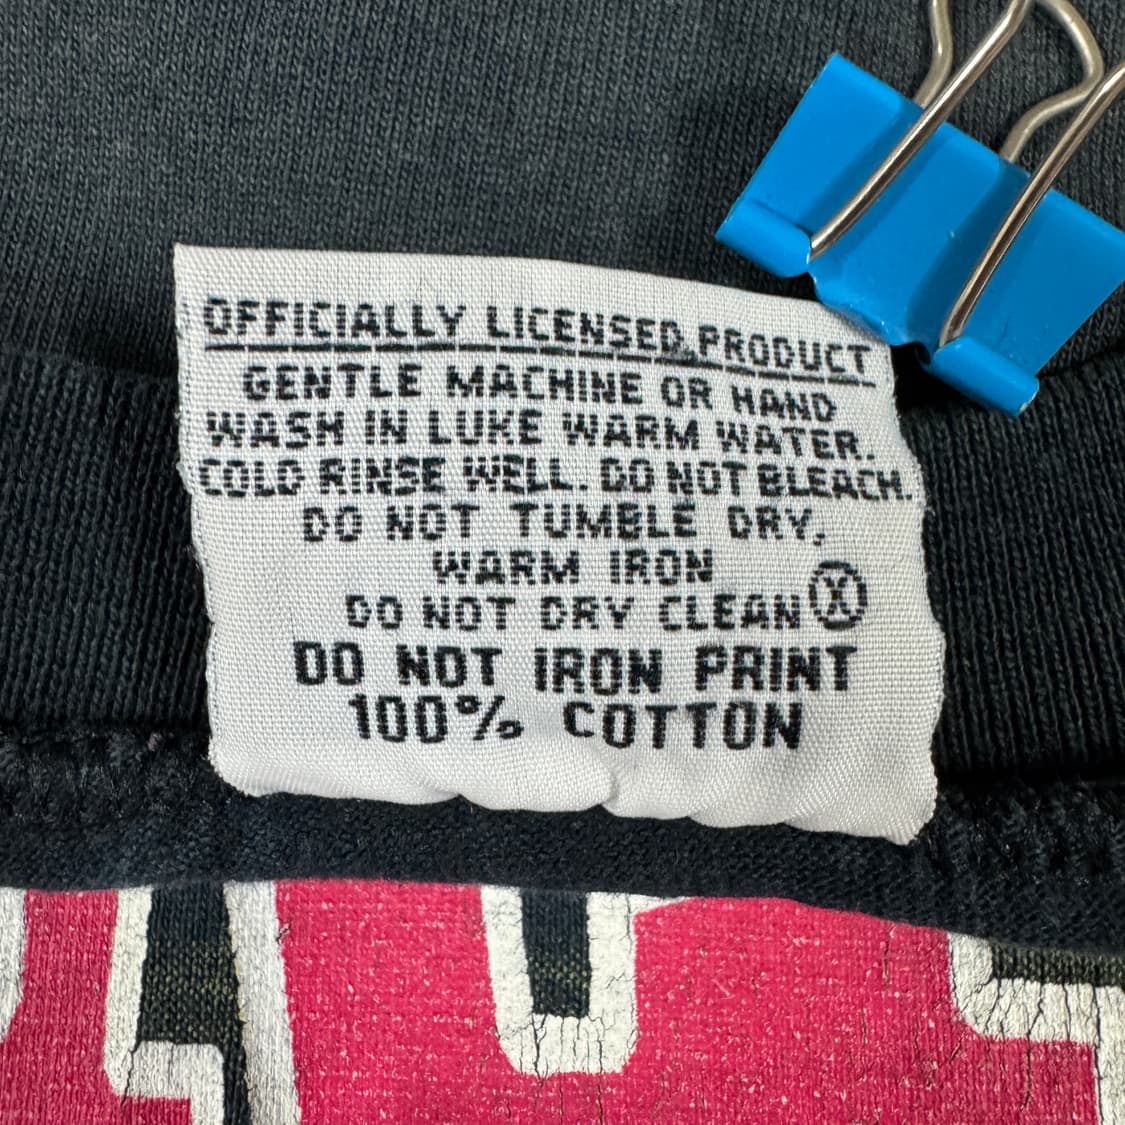 OFFICIALLY LICENSED PRODUCT
GENTLE MACHINE OR HAND
WASH IN LUKE WARM WATER.
COLD RINSE WELL. DO NOT BLEACH.
DO NOT TUMBLE DRY,
WARM IRON
DO NOT DRY CLEAN Ⓧ
DO NOT IRON PRINT
100% COTTON